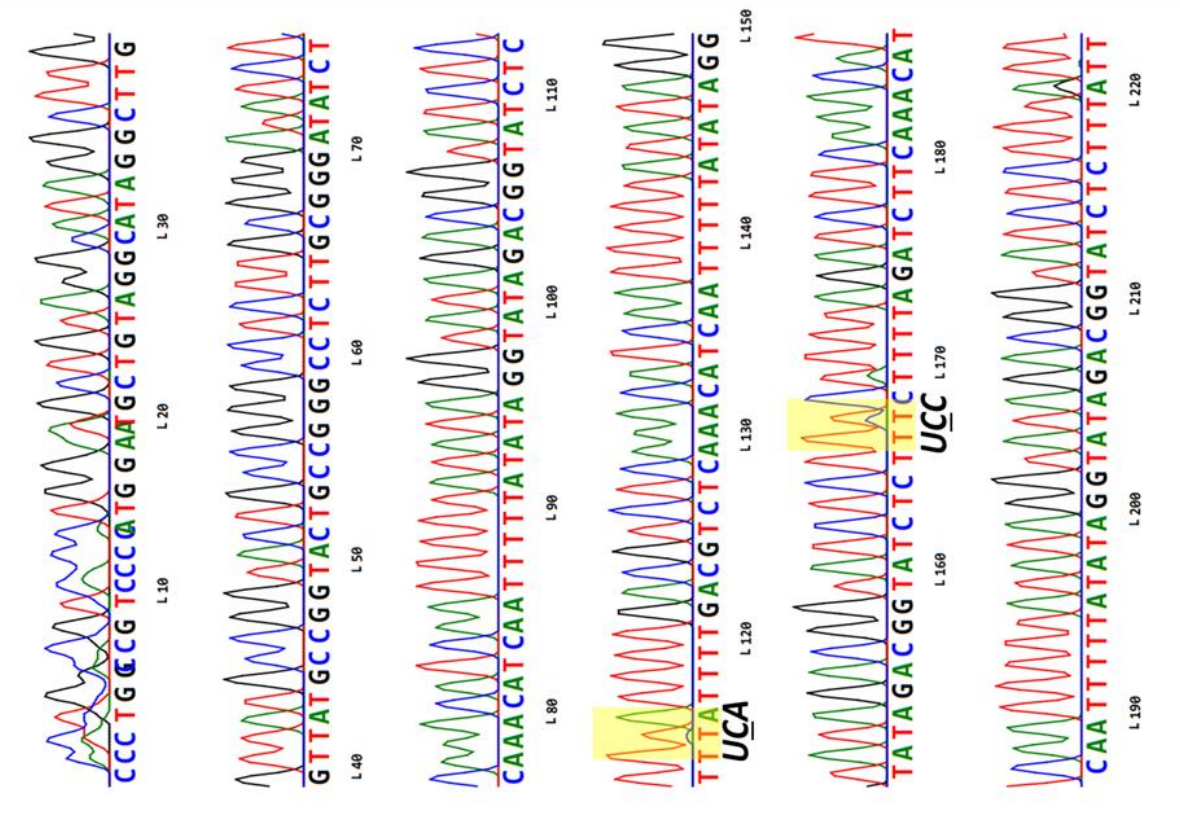 CCCTGGCCGTCCCATGGAATGCTGTAGGCATAGGCTTG
L10 L20 L30
GTTATGCCGGTACTGCCGGGCCTCTTGCGGGATATCT
L40 L50 L60 L70
CAAACATCAATTTTTATATAGGTATAGACGGTATCTC
L80 L90 L100 L110
TTTATTTTGACGTCTCAAACATCAATTTTTATATAGG
UCA
L120 L130 L140 L150
TATAGACGGTATCTCTTTCTTTTAGATCTTCAAACAT
UCC
L160 L170 L180
CAATTTTTATATAGGTATAGACGGTATCTCTTTATT
L190 L200 L210 L220